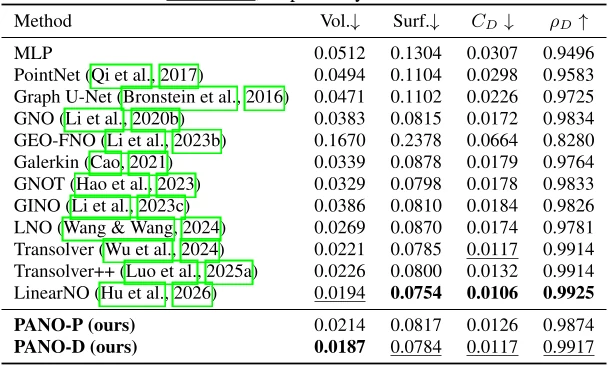 Method Vol.↓ Surf.↓ C_D ↓ ρ_D ↑
MLP 0.0512 0.1304 0.0307 0.9496
PointNet (Qi et al., 2017) 0.0494 0.1104 0.0298 0.9583
Graph U-Net (Bronstein et al., 2016) 0.0471 0.1102 0.0226 0.9725
GNO (Li et al., 2020b) 0.0383 0.0815 0.0172 0.9834
GEO-FNO (Li et al., 2023b) 0.1670 0.2378 0.0664 0.8280
Galerkin (Cao, 2021) 0.0339 0.0878 0.0179 0.9764
GNOT (Hao et al., 2023) 0.0329 0.0798 0.0178 0.9833
GINO (Li et al., 2023c) 0.0386 0.0810 0.0184 0.9826
LNO (Wang & Wang, 2024) 0.0269 0.0870 0.0174 0.9781
Transolver (Wu et al., 2024) 0.0221 0.0785 0.0117 0.9914
Transolver++ (Luo et al., 2025a) 0.0226 0.0800 0.0132 0.9914
LinearNO (Hu et al., 2026) 0.0194 0.0754 0.0106 0.9925
PANO-P (ours) 0.0214 0.0817 0.0126 0.9874
PANO-D (ours) 0.0187 0.0784 0.0117 0.9917